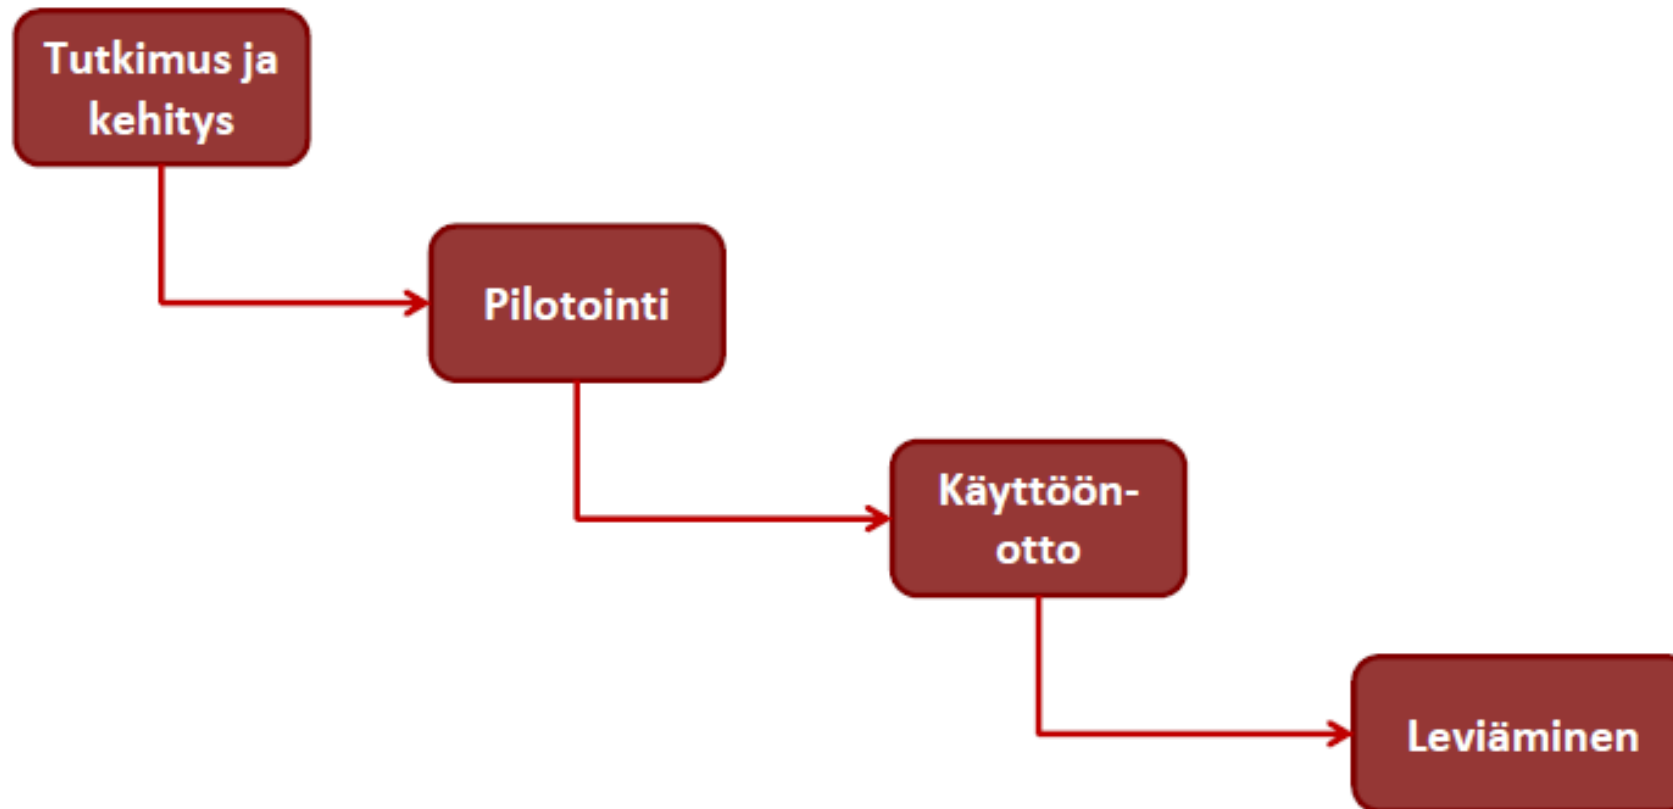 Tutkimus ja
kehitys
Pilotointi
Käyttöön-
otto
Leviäminen